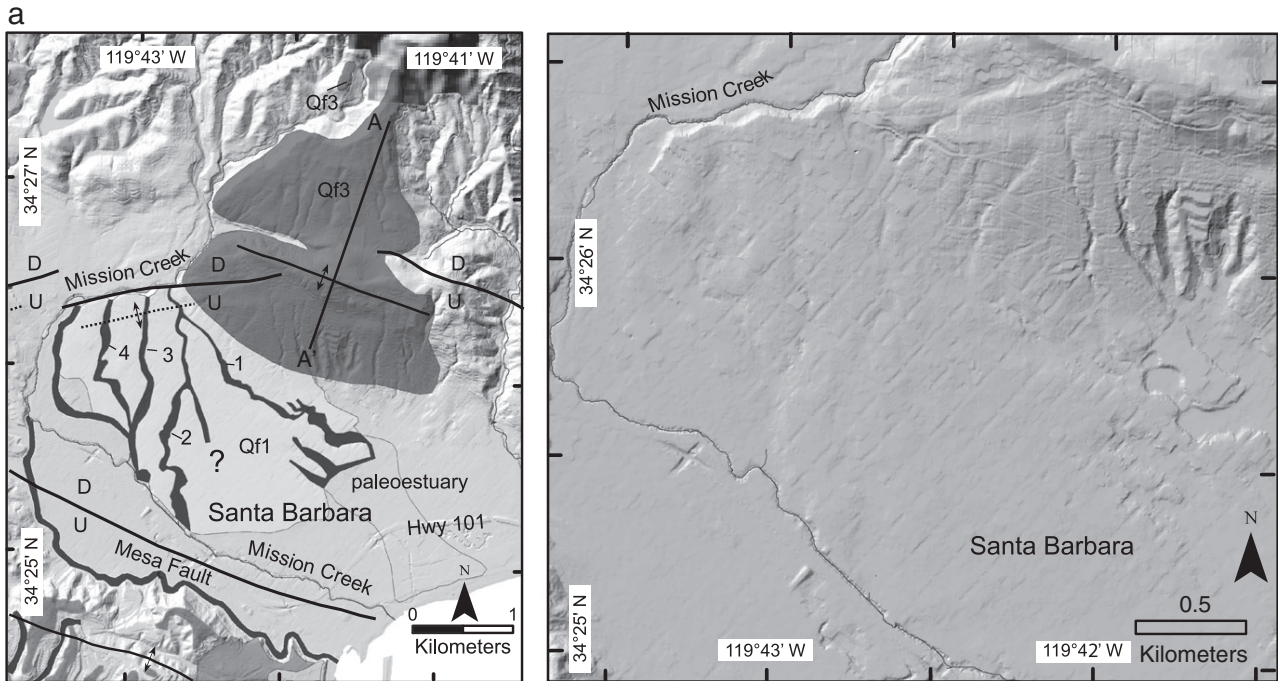 a
119°43' W
119°41' W
Qf3
A
Qf3
34°27' N
D
U
Mission Creek
D
U
D
U
A'
4
3
1
2
Qf1
?
paleoestuary
Santa Barbara
Hwy 101
D
U
Mesa Fault
Mission Creek
34°25' N
N
0 1
Kilometers
Mission Creek
34°26' N
Santa Barbara
N
0.5
Kilometers
34°25' N
119°43' W
119°42' W